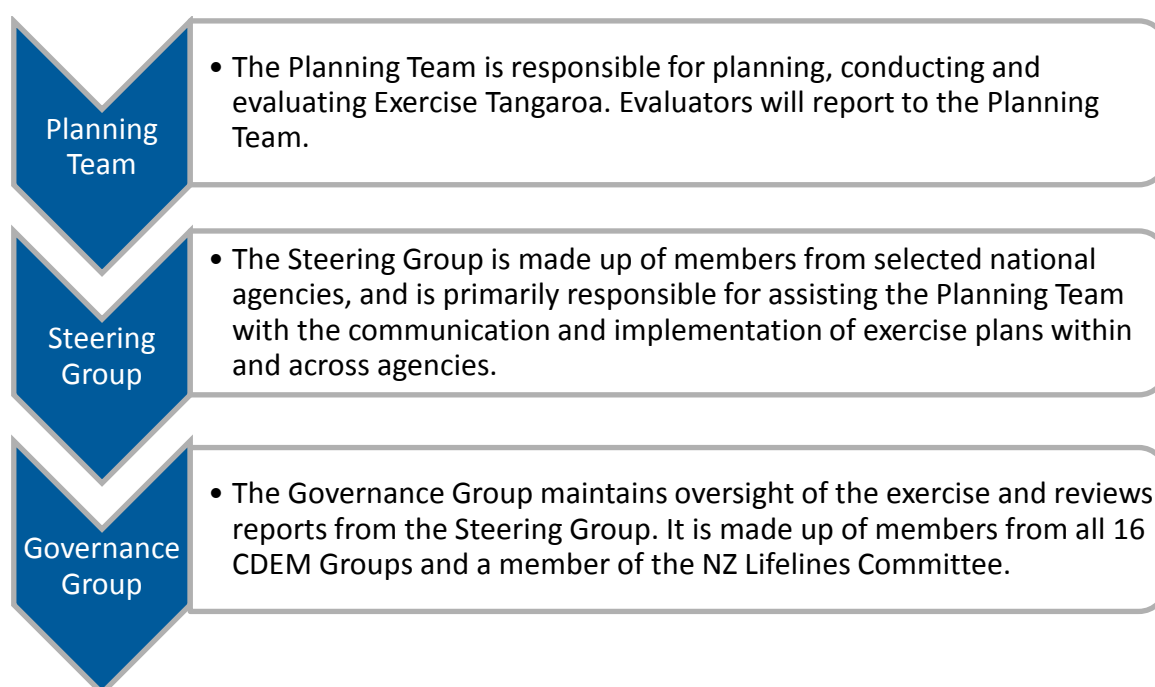 Planning
Team
• The Planning Team is responsible for planning, conducting and
evaluating Exercise Tangaroa. Evaluators will report to the Planning
Team.
Steering
Group
• The Steering Group is made up of members from selected national
agencies, and is primarily responsible for assisting the Planning Team
with the communication and implementation of exercise plans within
and across agencies.
Governance
Group
• The Governance Group maintains oversight of the exercise and reviews
reports from the Steering Group. It is made up of members from all 16
CDEM Groups and a member of the NZ Lifelines Committee.